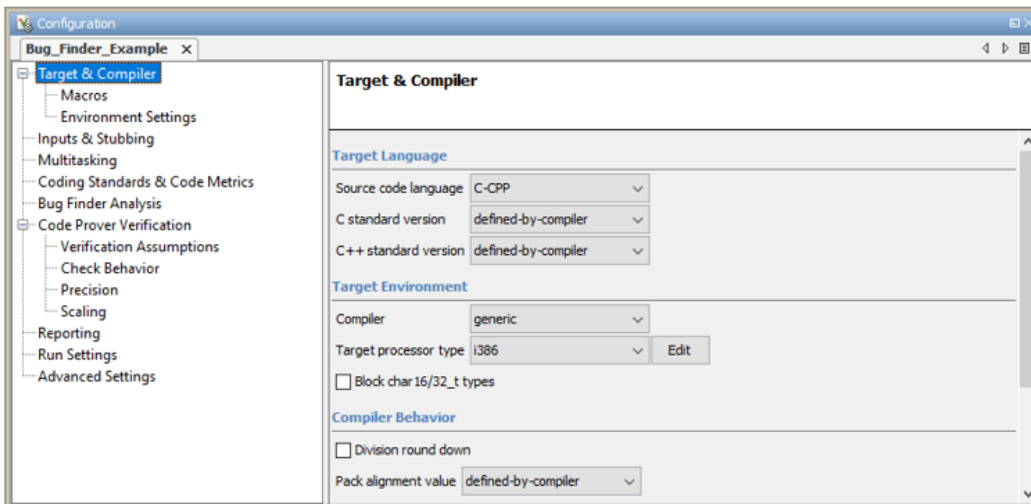 Configuration
Bug_Finder_Example
Target & Compiler
Macros
Environment Settings
Inputs & Stubbing
Multitasking
Coding Standards & Code Metrics
Bug Finder Analysis
Code Prover Verification
Verification Assumptions
Check Behavior
Precision
Scaling
Reporting
Run Settings
Advanced Settings
Target & Compiler
Target Language
Source code language C-CPP
C standard version defined-by-compiler
C++ standard version defined-by-compiler
Target Environment
Compiler generic
Target processor type i386 Edit
Block char16/32_t types
Compiler Behavior
Division round down
Pack alignment value defined-by-compiler